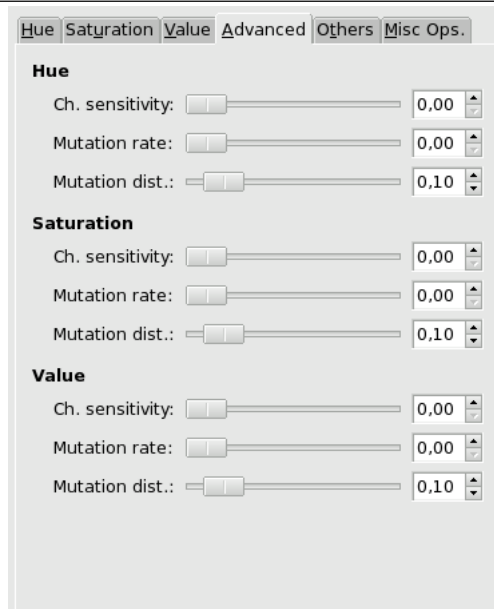 Hue Saturation Value Advanced Others Misc Ops.
Hue
Ch. sensitivity: 0,00
Mutation rate: 0,00
Mutation dist.: 0,10
Saturation
Ch. sensitivity: 0,00
Mutation rate: 0,00
Mutation dist.: 0,10
Value
Ch. sensitivity: 0,00
Mutation rate: 0,00
Mutation dist.: 0,10